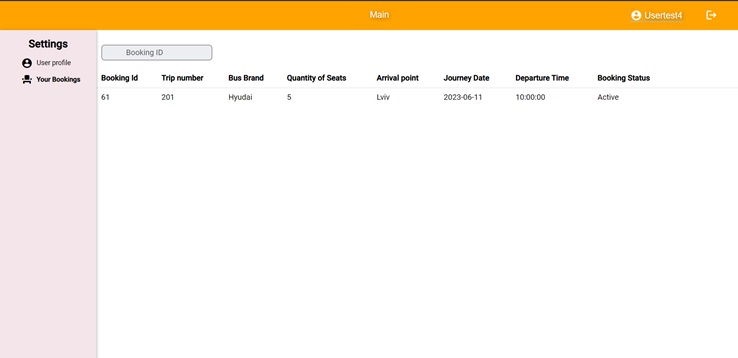 Main
Usertest4
Settings
User profile
Your Bookings
Booking ID
Booking Id Trip number Bus Brand Quantity of Seats Arrival point Journey Date Departure Time Booking Status
61 201 Hyudai 5 Lviv 2023-06-11 10:00:00 Active